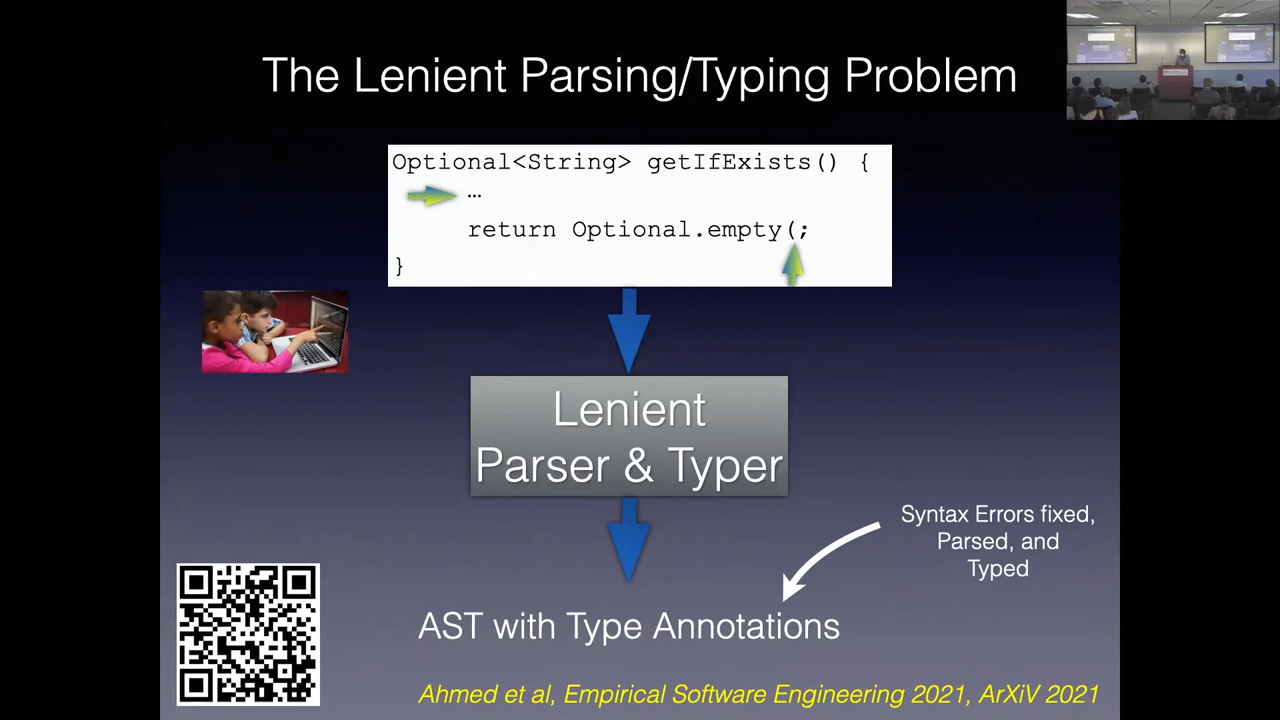 The Lenient Parsing/Typing Problem
Optional<String> getIfExists() {
…
return Optional.empty(;
}
Lenient
Parser & Typer
Syntax Errors fixed,
Parsed, and
Typed
AST with Type Annotations
Ahmed et al, Empirical Software Engineering 2021, ArXiV 2021